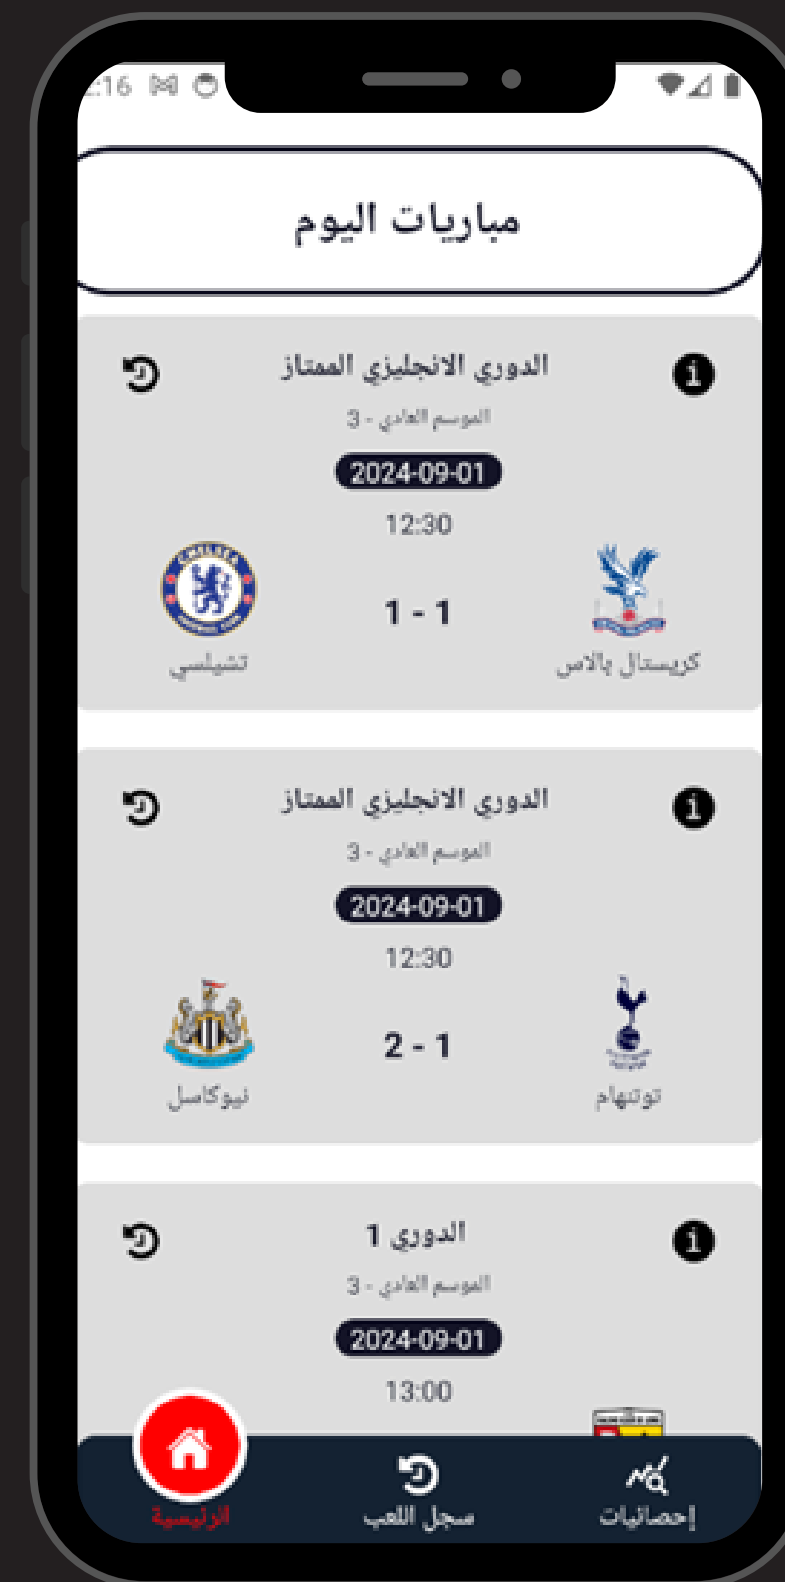 :16
مباريات اليوم
الدوري الانجليزي الممتاز
الموسم العادي - 3
2024-09-01
12:30
CHELSEA
1 - 1
كريستال بالاس
تشيلسي
الدوري الانجليزي الممتاز
الموسم العادي - 3
2024-09-01
12:30
2 - 1
توتنهام
نيوكاسل
الدوري 1
الموسم العادي - 3
2024-09-01
13:00
إحصائيات
سجل اللعب
الرئيسية